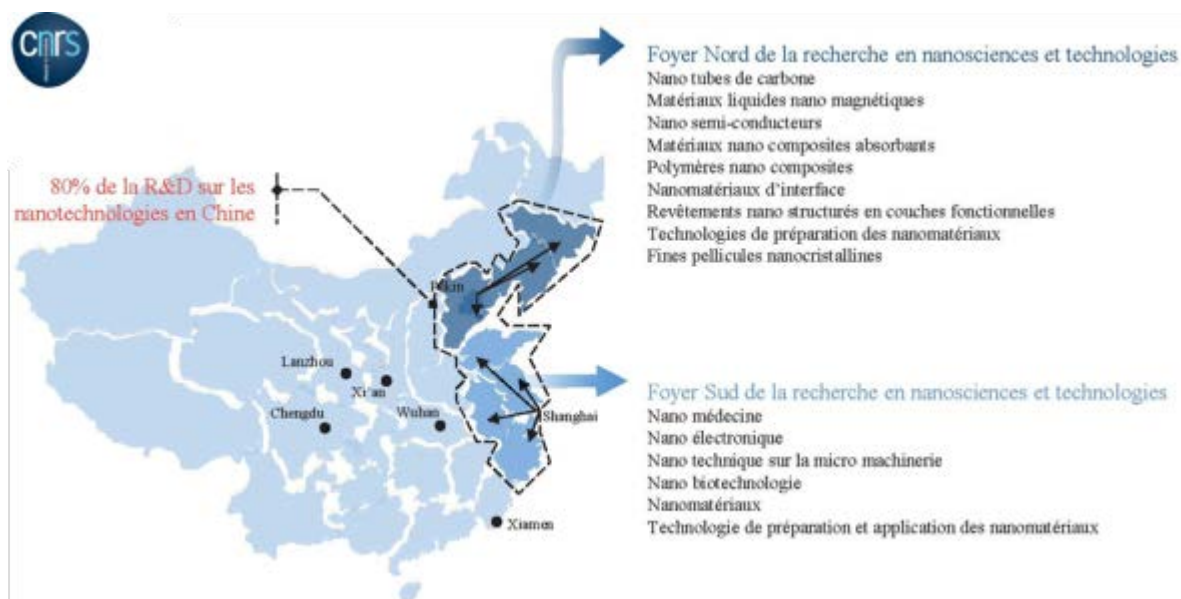 cnrs
Foyer Nord de la recherche en nanosciences et technologies
Nano tubes de carbone
Matériaux liquides nano magnétiques
Nano semi-conducteurs
Matériaux nano composites absorbants
Polymères nano composites
Nanomatériaux d'interface
Revêtements nano structurés en couches fonctionnelles
Technologies de préparation des nanomatériaux
Fines pellicules nanocristallines
80% de la R&D sur les
nanotechnologies en Chine
Pékin
Lanzhou
Xi'an
Chengdu
Wuhan
Shanghai
Xiamen
Foyer Sud de la recherche en nanosciences et technologies
Nano médecine
Nano électronique
Nano technique sur la micro machinerie
Nano biotechnologie
Nanomatériaux
Technologie de préparation et application des nanomatériaux